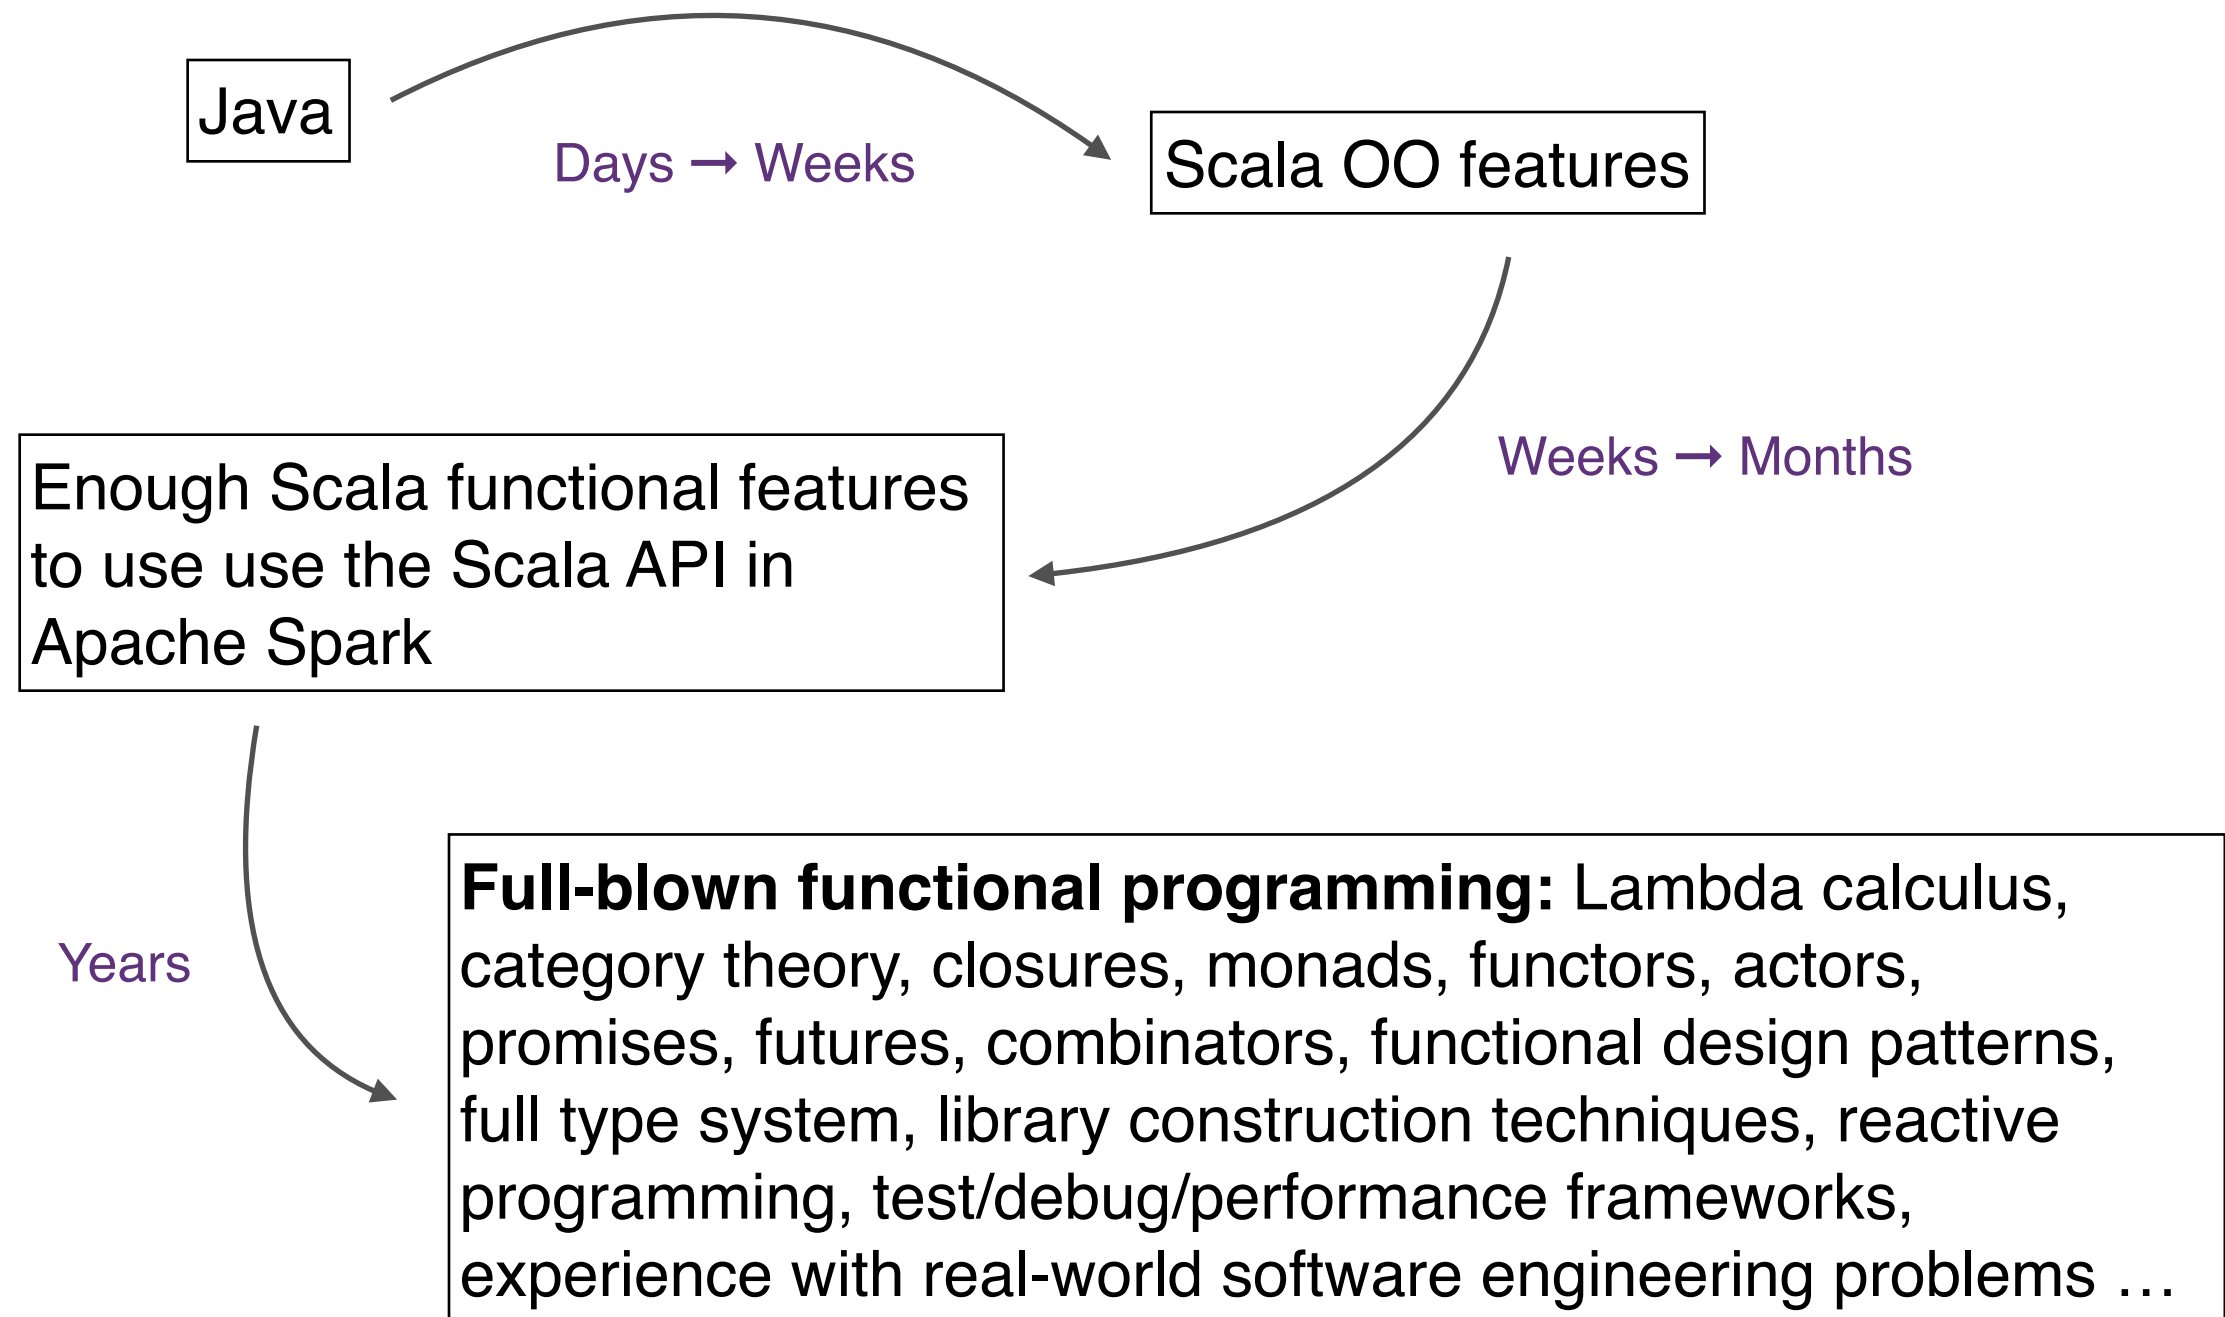 Java
Days → Weeks
Scala OO features
Weeks → Months
Enough Scala functional features
to use use the Scala API in
Apache Spark
Years
Full-blown functional programming: Lambda calculus,
category theory, closures, monads, functors, actors,
promises, futures, combinators, functional design patterns,
full type system, library construction techniques, reactive
programming, test/debug/performance frameworks,
experience with real-world software engineering problems …